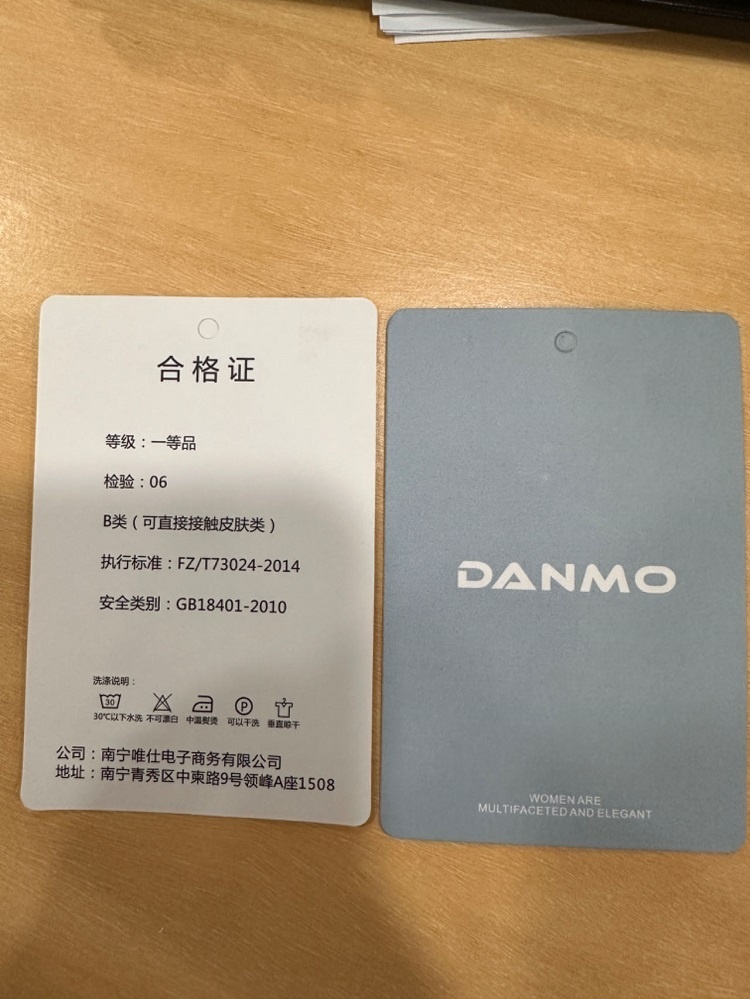 合格证
等级：一等品
检验：06
B类（可直接接触皮肤类）
执行标准：FZ/T73024-2014
安全类别：GB18401-2010
洗涤说明：
30
P
30℃以下水洗 不可漂白 中温熨烫 可以干洗 垂直晾干
公司：南宁唯仕电子商务有限公司
地址：南宁青秀区中柬路9号领峰A座1508
DANMO
WOMEN ARE
MULTIFACETED AND ELEGANT